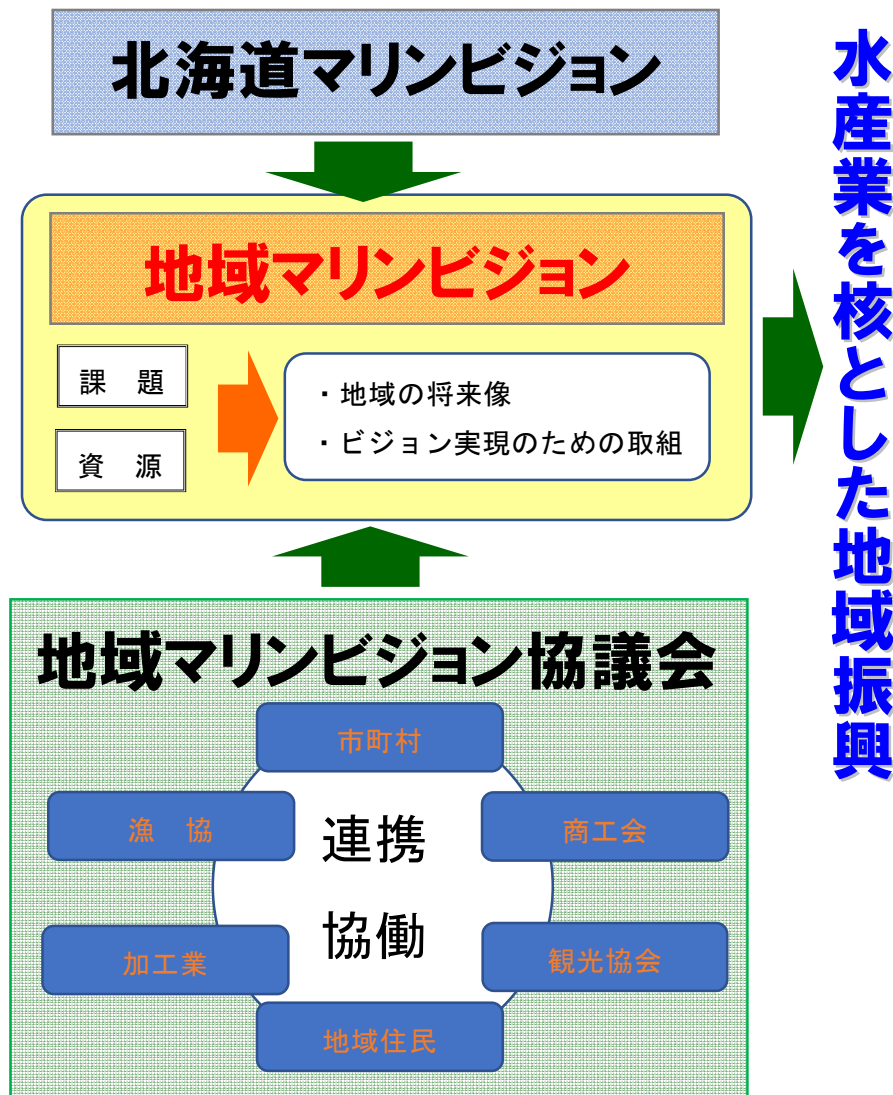 北海道マリンビジョン
地域マリンビジョン
課　題
資　源
・地域の将来像
・ビジョン実現のための取組
水産業を核とした地域振興
地域マリンビジョン協議会
市町村
漁　協
商工会
連携
協働
加工業
観光協会
地域住民